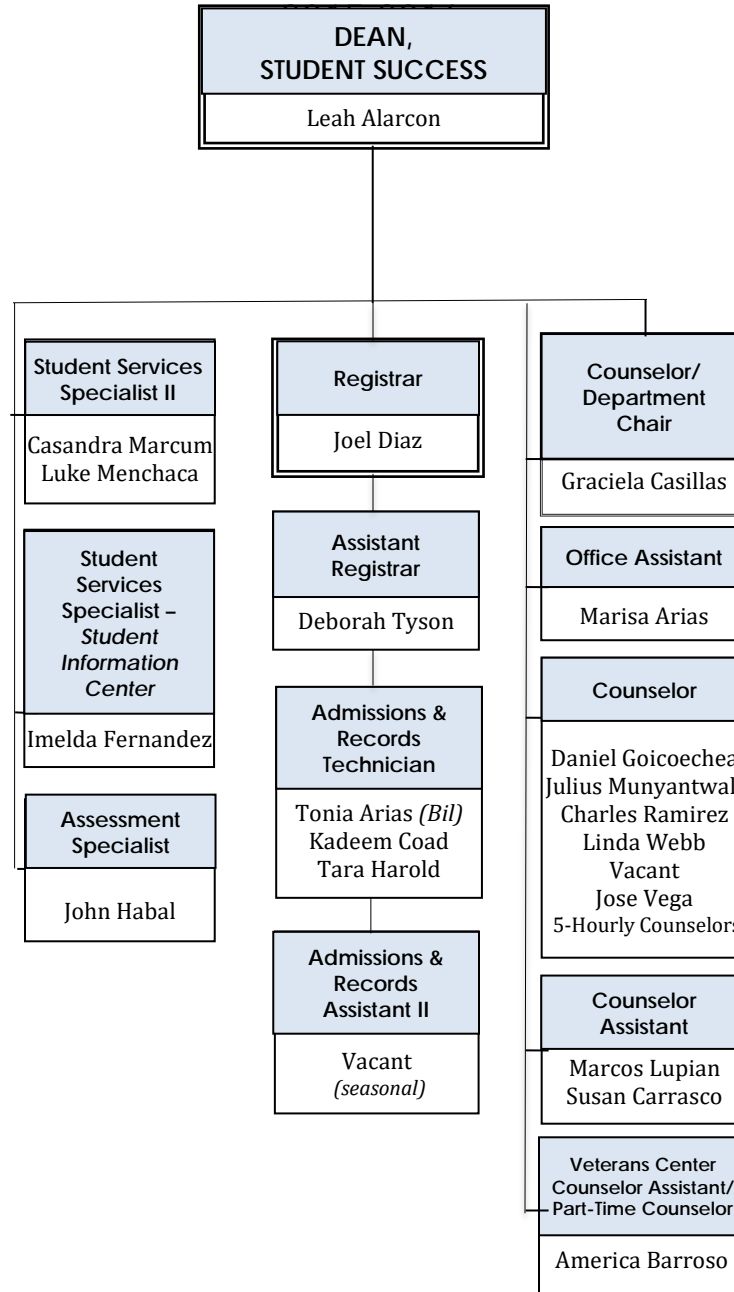 DEAN,
STUDENT SUCCESS
Leah Alarcon
Student Services
Specialist II
Casandra Marcum
Luke Menchaca
Student
Services
Specialist –
Student
Information
Center
Imelda Fernandez
Assessment
Specialist
John Habal
Registrar
Joel Diaz
Assistant
Registrar
Deborah Tyson
Admissions &
Records
Technician
Tonia Arias (Bil)
Kadeem Coad
Tara Harold
Admissions &
Records
Assistant II
Vacant
(seasonal)
Counselor/
Department
Chair
Graciela Casillas
Office Assistant
Marisa Arias
Counselor
Daniel Goicoechea
Julius
Charles Ramirez
Linda Webb
Vacant
Jose Vega
5-Hourly Counselors
Counselor
Assistant
Marcos Lupian
Susan Carrasco
Veterans Center
Counselor Assistant/
Part-Time Counselor
America Barroso